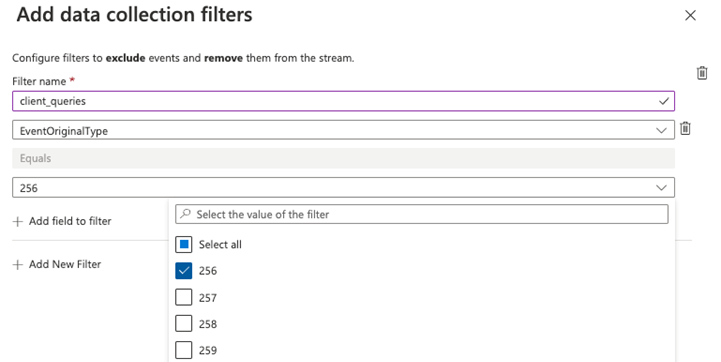 Add data collection filters
Configure filters to exclude events and remove them from the stream.
Filter name *
client_queries
EventOriginalType
Equals
256
Add field to filter
Select the value of the filter
Select all
Add New Filter
256
257
258
259